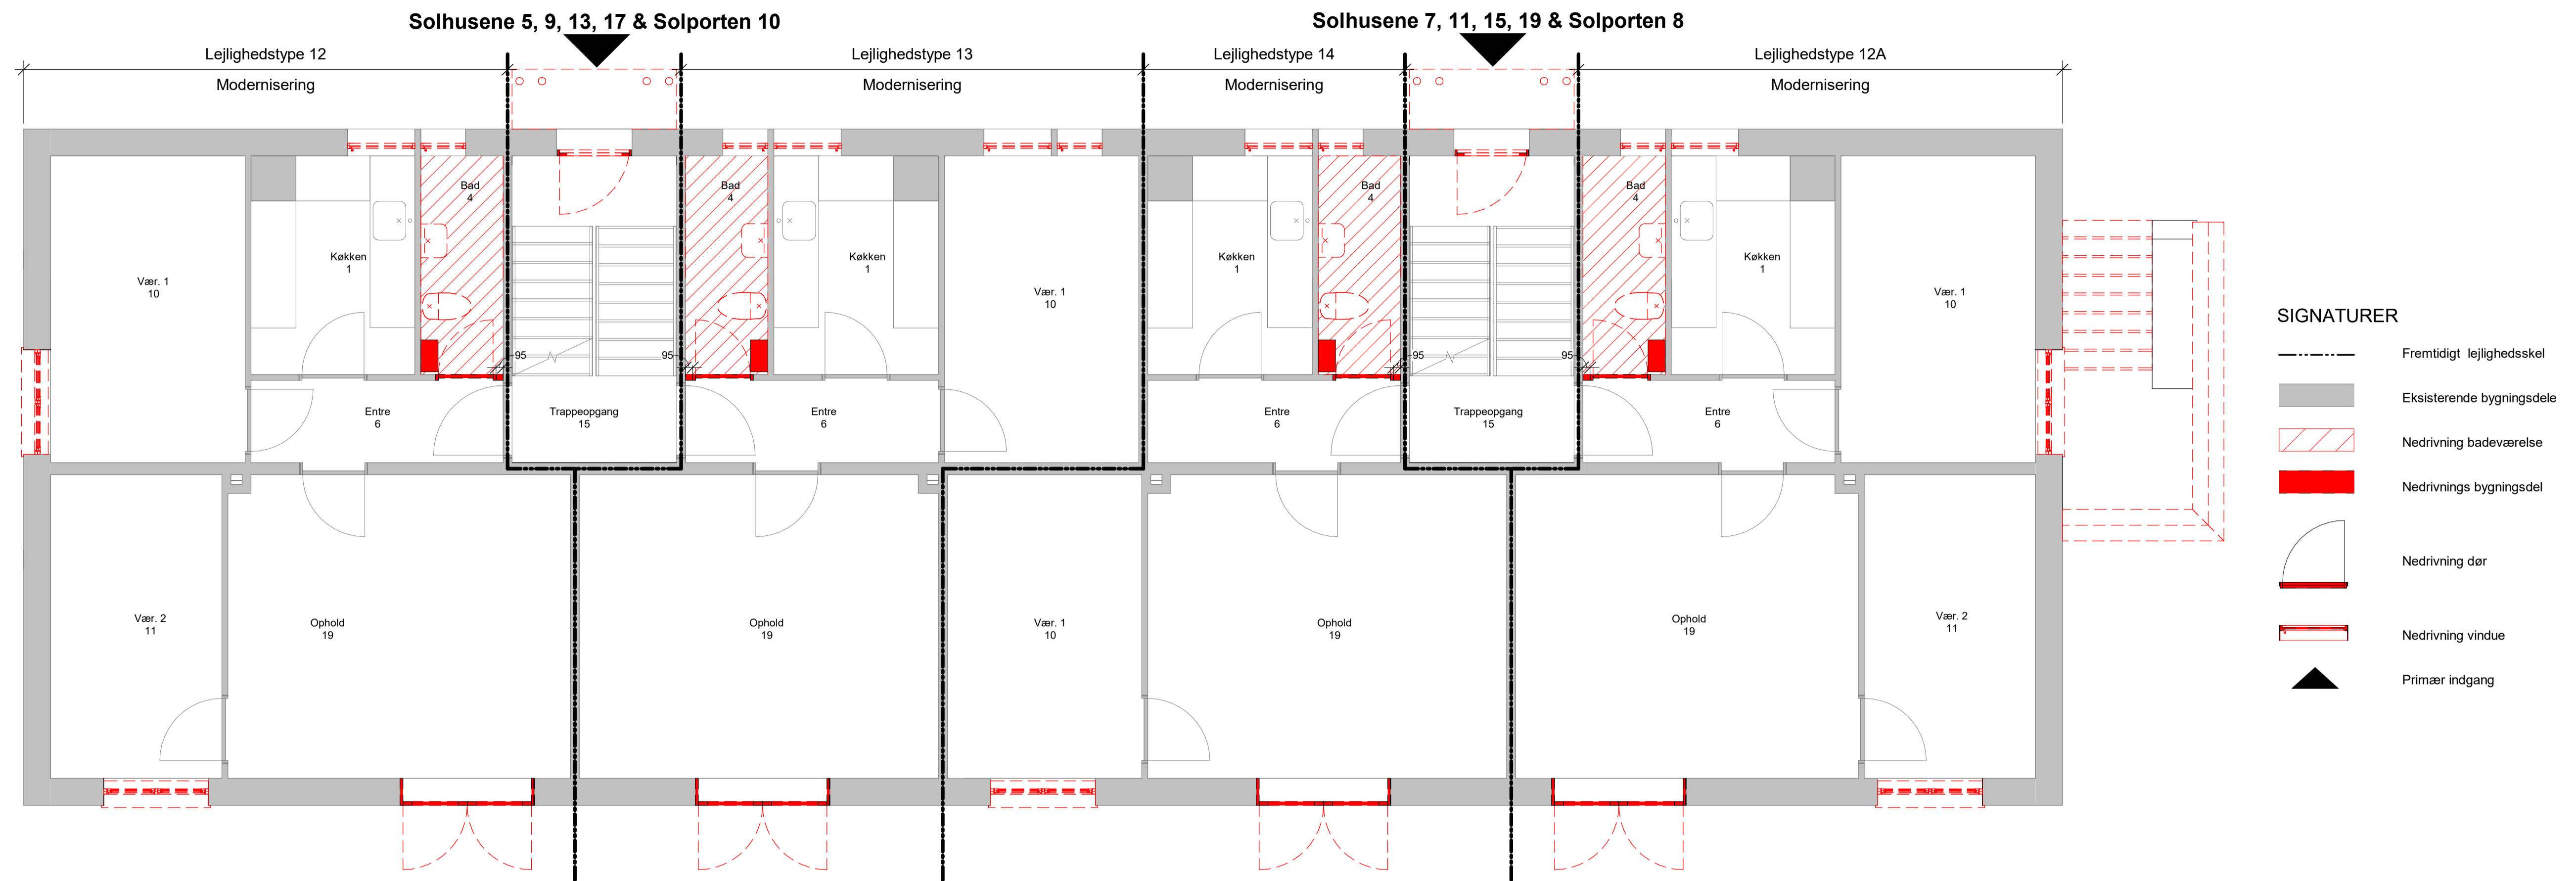 Solhusene 5, 9, 13, 17 & Solporten 10
Solhusene 7, 11, 15, 19 & Solporten 8
Lejlighedstype 12
Lejlighedstype 13
Lejlighedstype 14
Lejlighedstype 12A
Modernisering
Modernisering
Modernisering
Modernisering
Bad
4
Bad
4
Bad
4
Bad
4
Vær. 1
10
Køkken
1
Køkken
1
Vær. 1
10
Køkken
1
Køkken
1
Vær. 1
10
95
95
95
95
Entre
6
Trappeopgang
15
Entre
6
Entre
6
Trappeopgang
15
Entre
6
Vær. 2
11
Ophold
19
Ophold
19
Vær. 1
10
Ophold
19
Ophold
19
Vær. 2
11
SIGNATURER
Fremtidigt lejlighedsskel
Eksisterende bygningsdele
Nedrivning badeværelse
Nedrivnings bygningsdel
Nedrivning dør
Nedrivning vindue
Primær indgang